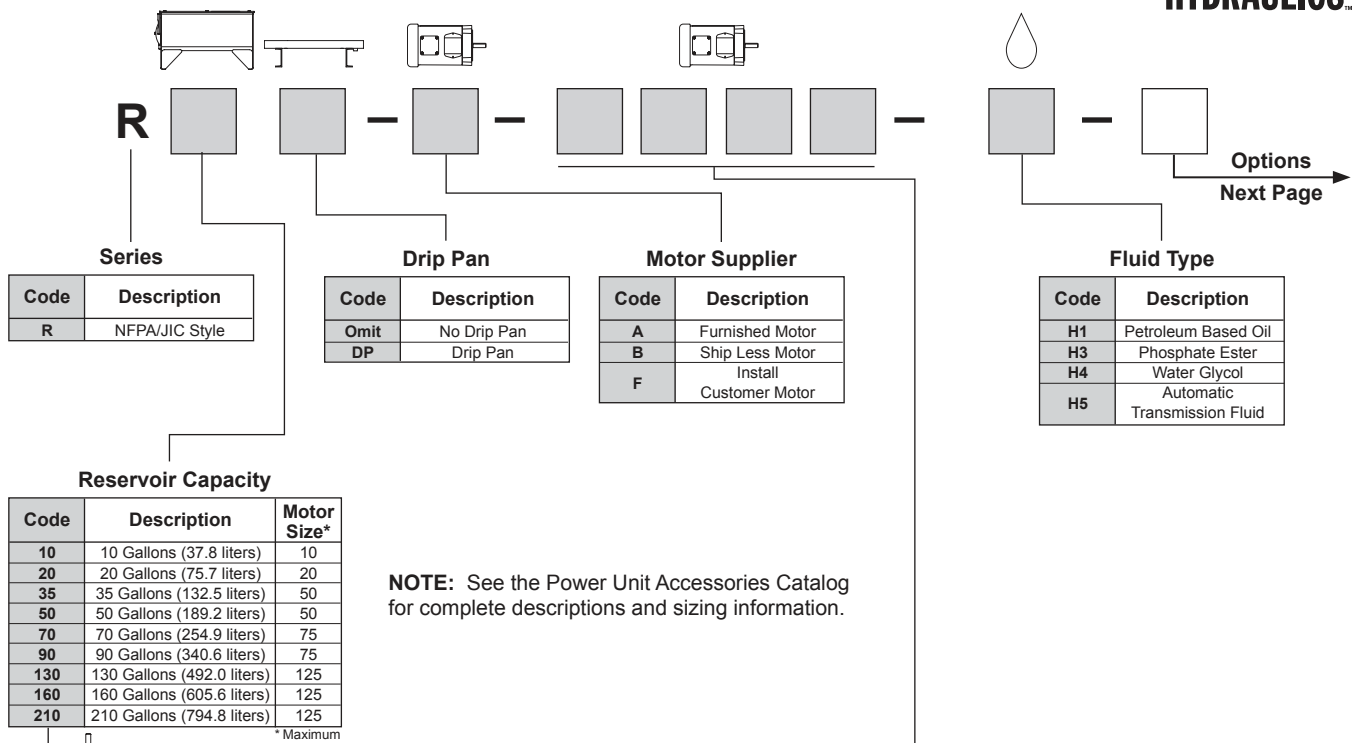 HYDRAULICS™
R – – – –
Options
Next Page
Series
Code Description
R NFPA/JIC Style
Drip Pan
Code Description
Omit No Drip Pan
DP Drip Pan
Motor Supplier
Code Description
A Furnished Motor
B Ship Less Motor
F Install
Customer Motor
Fluid Type
Code Description
H1 Petroleum Based Oil
H3 Phosphate Ester
H4 Water Glycol
H5 Automatic
Transmission Fluid
Reservoir Capacity
Code Description Motor
Size*
10 10 Gallons (37.8 liters) 10
20 20 Gallons (75.7 liters) 20
35 35 Gallons (132.5 liters) 50
50 50 Gallons (189.2 liters) 50
70 70 Gallons (254.9 liters) 75
90 90 Gallons (340.6 liters) 75
130 130 Gallons (492.0 liters) 125
160 160 Gallons (605.6 liters) 125
210 210 Gallons (794.8 liters) 125
* Maximum
NOTE: See the Power Unit Accessories Catalog
for complete descriptions and sizing information.